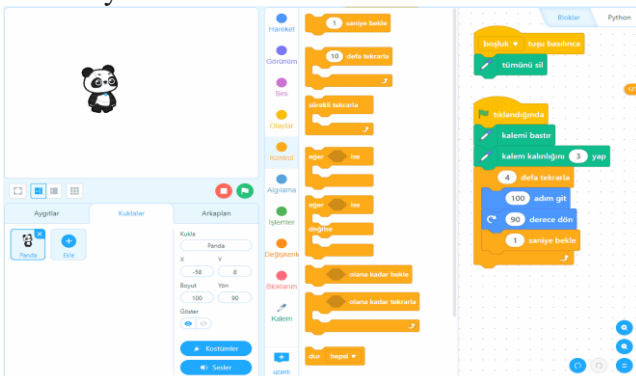 Bloklar Python
Hareket
Görünüm
Ses
Olaylar
Kontrol
Algılama
İşlemler
Değişkenler
Bloklarım
Kalem
uzantı
1 saniye bekle
10 defa tekrarla
sürekli tekrarla
eğer ise
eğer ise
değilse
olana kadar bekle
olana kadar tekrarla
dur hepsi
boşluk tuşu basılınca
tümünü sil
tıklandığında
kalemi bastır
kalem kalınlığını 3 yap
4 defa tekrarla
100 adım git
90 derece dön
1 saniye bekle
Aygıtlar Kuklalar Arkaplan
Panda
Ekle
Kukla
Panda
X Y
-58 8
Boyut Yön
100 90
Göster
Kostümler
Sesler